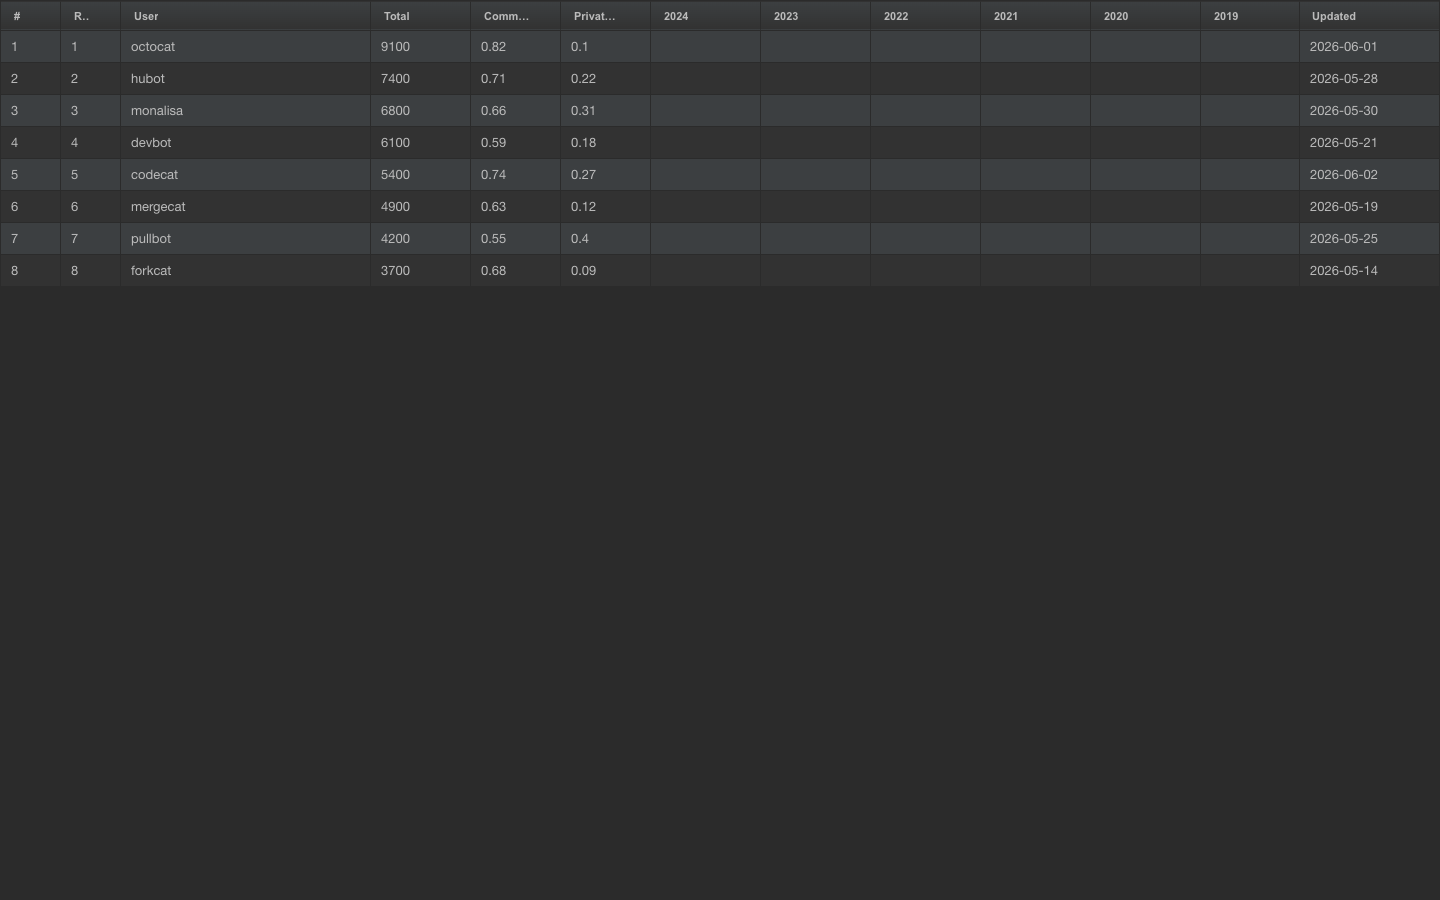 # R.. User Total Comm... Privat... 2024 2023 2022 2021 2020 2019 Updated
1 1 octocat 9100 0.82 0.1 2026-06-01
2 2 hubot 7400 0.71 0.22 2026-05-28
3 3 monalisa 6800 0.66 0.31 2026-05-30
4 4 devbot 6100 0.59 0.18 2026-05-21
5 5 codecat 5400 0.74 0.27 2026-06-02
6 6 mergecat 4900 0.63 0.12 2026-05-19
7 7 pullbot 4200 0.55 0.4 2026-05-25
8 8 forkcat 3700 0.68 0.09 2026-05-14